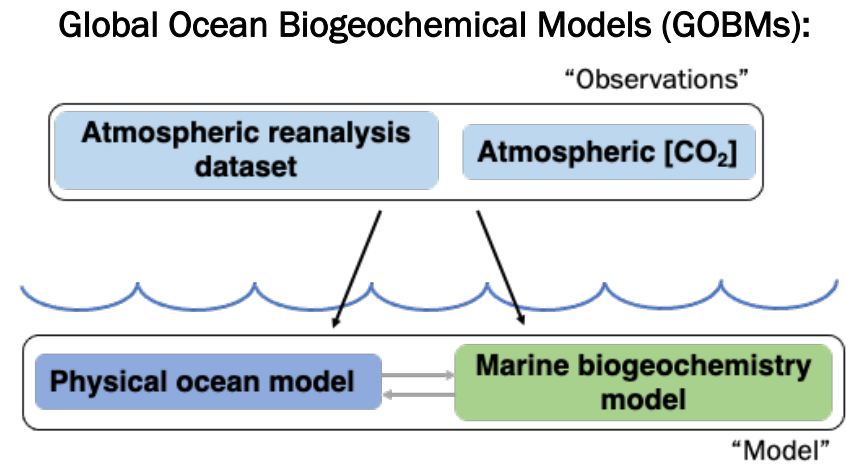 Global Ocean Biogeochemical Models (GOBMs):
“Observations”
Atmospheric reanalysis
dataset
Atmospheric [CO₂]
Physical ocean model
Marine biogeochemistry
model
“Model”